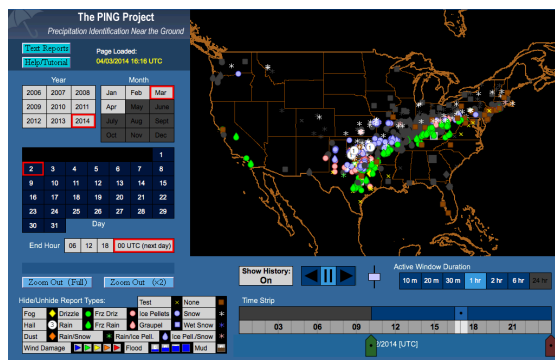 The PING Project
Precipitation Identification Near the Ground
Text Reports
Help/Tutorial
Page Loaded:
04/03/2014 16:16 UTC
Year Month
2006 2007 2008 Jan Feb Mar
2009 2010 2011 Apr May June
2012 2013 2014 July Aug Sept
Oct Nov Dec
1
2 3 4 5 6 7 8
9 10 11 12 13 14 15
16 17 18 19 20 21 22
23 24 25 26 27 28 29
30 31 Day
End Hour 06 12 18 00 UTC (next day)
Zoom Out (Full) Zoom Out (×2)
Show History:
On
Active Window Duration
10 m 20 m 30 m 1 hr 2 hr 6 hr 24 hr
Hide/Unhide Report Types: Test None
Fog Drizzle Frz Driz Ice Pellets Snow
Hail 3 Rain Frz Rain Graupel Wet Snow
Dust Rain/Snow Rain/Ice Pell. Ice Pell./Snow
Wind Damage Flood Mud
Time Strip
03 06 09 12 15 18 21
/2014 [UTC]